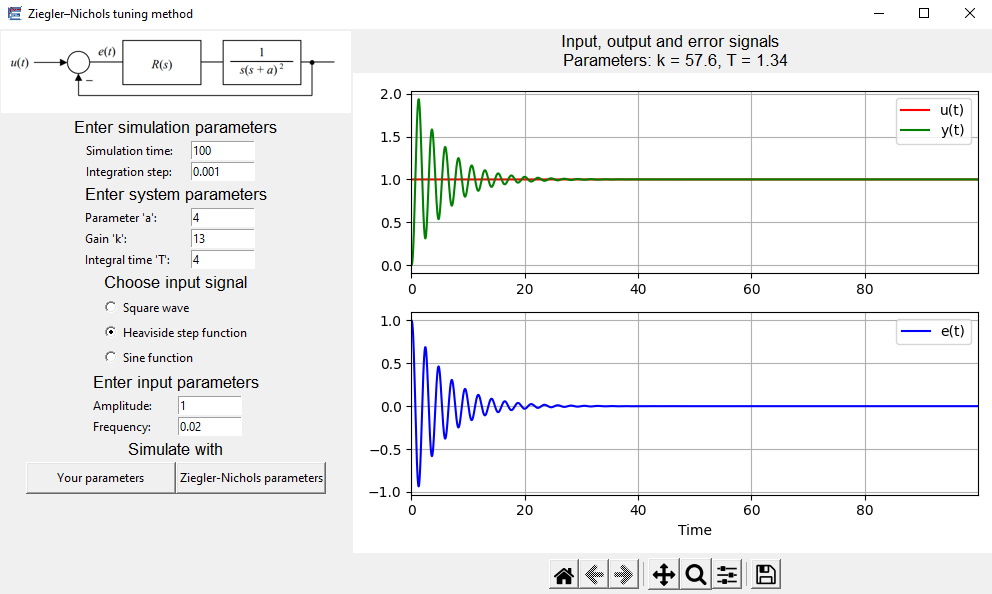 Ziegler–Nichols tuning method
u(t)
e(t)
−
R(s)
1
s(s + a)²
Enter simulation parameters
Simulation time: 100
Integration step: 0.001
Enter system parameters
Parameter 'a': 4
Gain 'k': 13
Integral time 'T': 4
Choose input signal
Square wave
Heaviside step function
Sine function
Enter input parameters
Amplitude: 1
Frequency: 0.02
Simulate with
Your parameters Ziegler-Nichols parameters
Input, output and error signals
Parameters: k = 57.6, T = 1.34
2.0
1.5
1.0
0.5
0.0
0 20 40 60 80
u(t)
y(t)
1.0
0.5
0.0
−0.5
−1.0
0 20 40 60 80
e(t)
Time